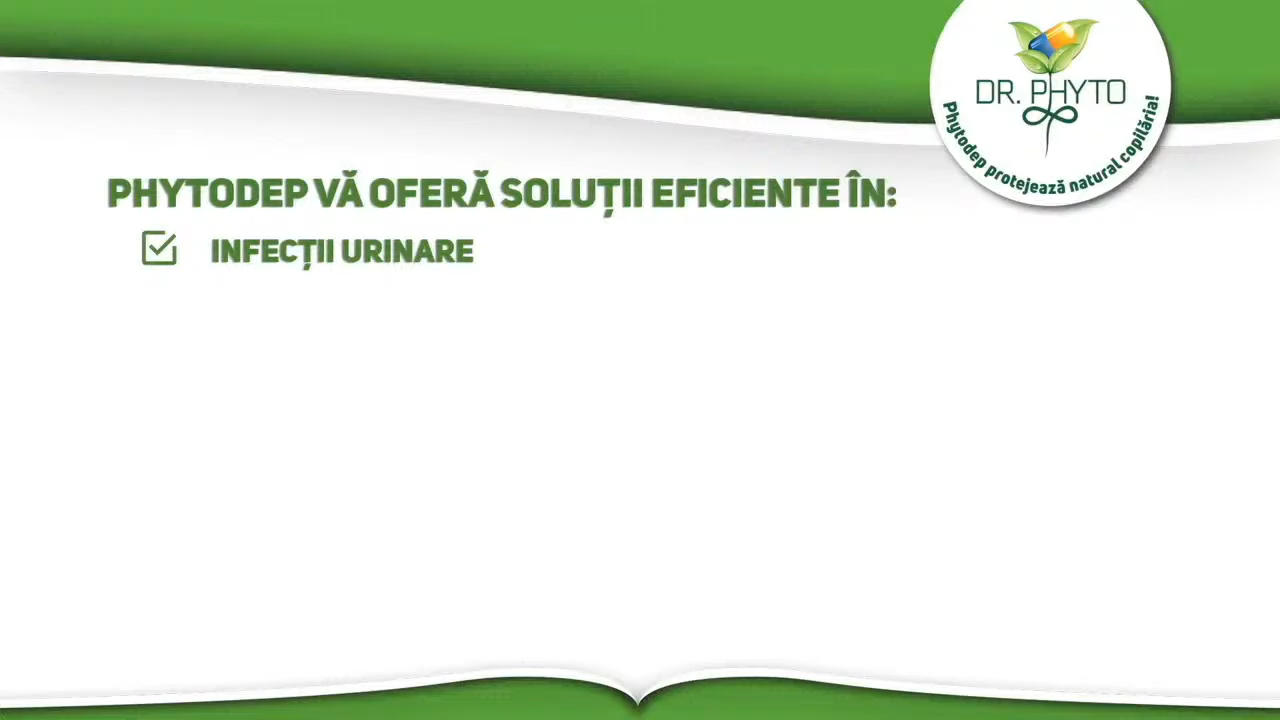 DR. PHYTO
Phytodep protejează natural copilăria!
PHYTODEP VĂ OFERĂ SOLUȚII EFICIENTE ÎN:
INFECȚII URINARE